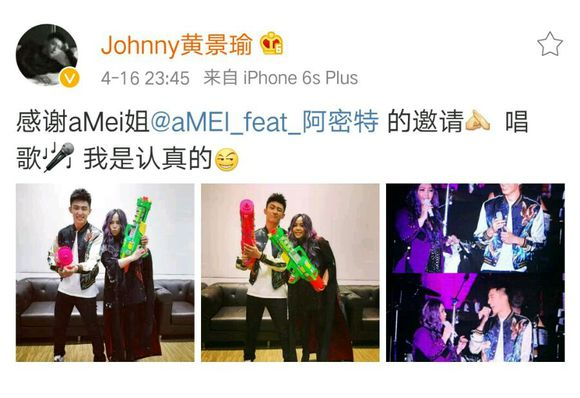 Johnny黄景瑜
4-16 23:45 来自 iPhone 6s Plus
感谢aMei姐@aMEI_feat_阿密特 的邀请 唱
歌 我是认真的